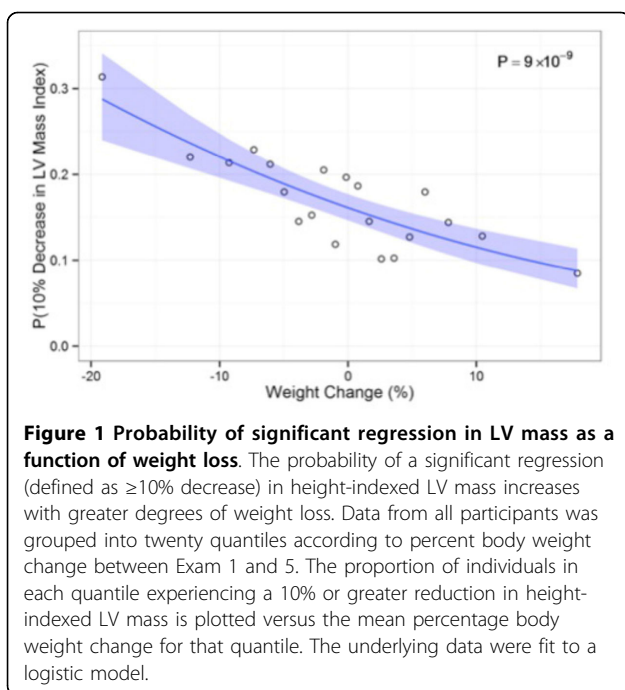 P = 9×10⁻⁹
P(10% Decrease in LV Mass Index)
0.3
0.2
0.1
0.0
-20 -10 0 10
Weight Change (%)
Figure 1 Probability of significant regression in LV mass as a
function of weight loss. The probability of a significant regression
(defined as ≥10% decrease) in height-indexed LV mass increases
with greater degrees of weight loss. Data from all participants was
grouped into twenty quantiles according to percent body weight
change between Exam 1 and 5. The proportion of individuals in
each quantile experiencing a 10% or greater reduction in height-
indexed LV mass is plotted versus the mean percentage body
weight change for that quantile. The underlying data were fit to a
logistic model.